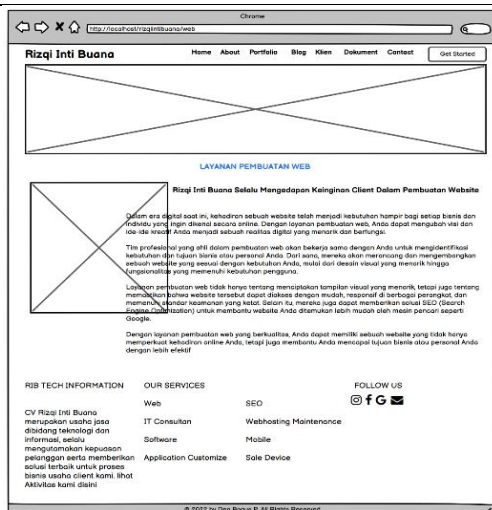 Chrome
http://localhost/rizqiintibuana/web
Rizqi Inti Buana
Home About Portfolio Blog Klien Dokument Contact Get Started
LAYANAN PEMBUATAN WEB
Rizqi Inti Buana Selalu Mengedapan Keinginan Client Dalam Pembuatan Website
Dalam era digital saat ini, kehadiran sebuah website telah menjadi kebutuhan hampir bagi setiap bisnis dan
individu yang ingin dikenal secara online. Dengan layanan pembuatan web, Anda dapat mengubah visi dan
ide-ide kreatif Anda menjadi sebuah realitas digital yang menarik dan berfungsi.
Tim profesional yang ahli dalam pembuatan web akan bekerja sama dengan Anda untuk mengidentifikasi
kebutuhan dan tujuan bisnis atau personal Anda. Dari sana, mereka akan merancang dan mengembangkan
sebuah website yang sesuai dengan kebutuhan Anda, mulai dari desain visual yang menarik hingga
fungsionalitas yang memenuhi kebutuhan pengguna.
Layanan pembuatan web tidak hanya tentang menciptakan tampilan visual yang menarik, tetapi juga tentang
memastikan bahwa website tersebut dapat diakses dengan mudah, responsif di berbagai perangkat, dan
memenuhi standar keamanan yang ketat. Selain itu, mereka juga dapat memberikan solusi SEO (Search
Engine Optimization) untuk membantu website Anda ditemukan lebih mudah oleh mesin pencari seperti
Google.
Dengan layanan pembuatan web yang berkualitas, Anda dapat memiliki sebuah website yang tidak hanya
memperkuat kehadiran online Anda, tetapi juga membantu Anda mencapai tujuan bisnis atau personal Anda
dengan lebih efektif
RIB TECH INFORMATION
CV Rizqi Inti Buana
merupakan usaha jasa
dibidang teknologi dan
informasi, selalu
mengutamakan kepuasan
pelanggan serta memberikan
solusi terbaik untuk proses
bisnis usaha client kami. lihat
Aktivitas kami disini
OUR SERVICES
Web SEO
IT Consultan Webhosting Maintenance
Software Mobile
Application Customize Sale Device
FOLLOW US
© 2022 by Don Bagus P. All Rights Reserved